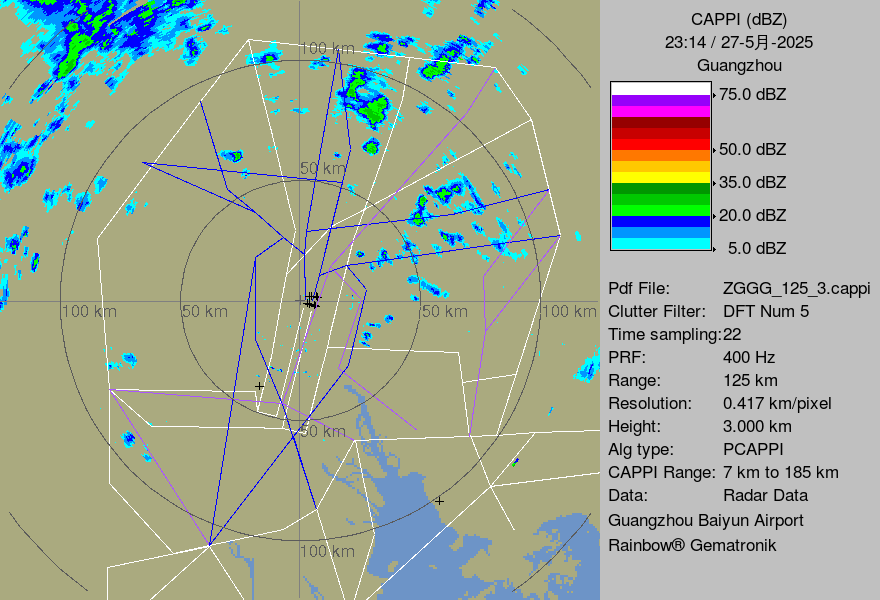 CAPPI (dBZ)
23:14 / 27-5月-2025
Guangzhou
75.0 dBZ
50.0 dBZ
35.0 dBZ
20.0 dBZ
5.0 dBZ
Pdf File: ZGGG_125_3.cappi
Clutter Filter: DFT Num 5
Time sampling:22
PRF: 400 Hz
Range: 125 km
Resolution: 0.417 km/pixel
Height: 3.000 km
Alg type: PCAPPI
CAPPI Range: 7 km to 185 km
Data: Radar Data
Guangzhou Baiyun Airport
Rainbow® Gematronik
100 km
50 km
100 km
50 km
50 km
100 km
50 km
100 km